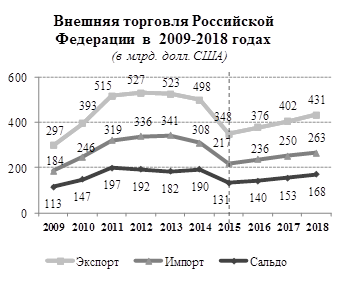 Внешняя торговля Российской
Федерации в 2009-2018 годах
(в млрд. долл. США)
600
400
200
0
297 393 515 527 523 498 348 376 402 431
184 246 319 336 341 308 217 236 250 263
113 147 197 192 182 190 131 140 153 168
2009 2010 2011 2012 2013 2014 2015 2016 2017 2018
Экспорт Импорт Сальдо